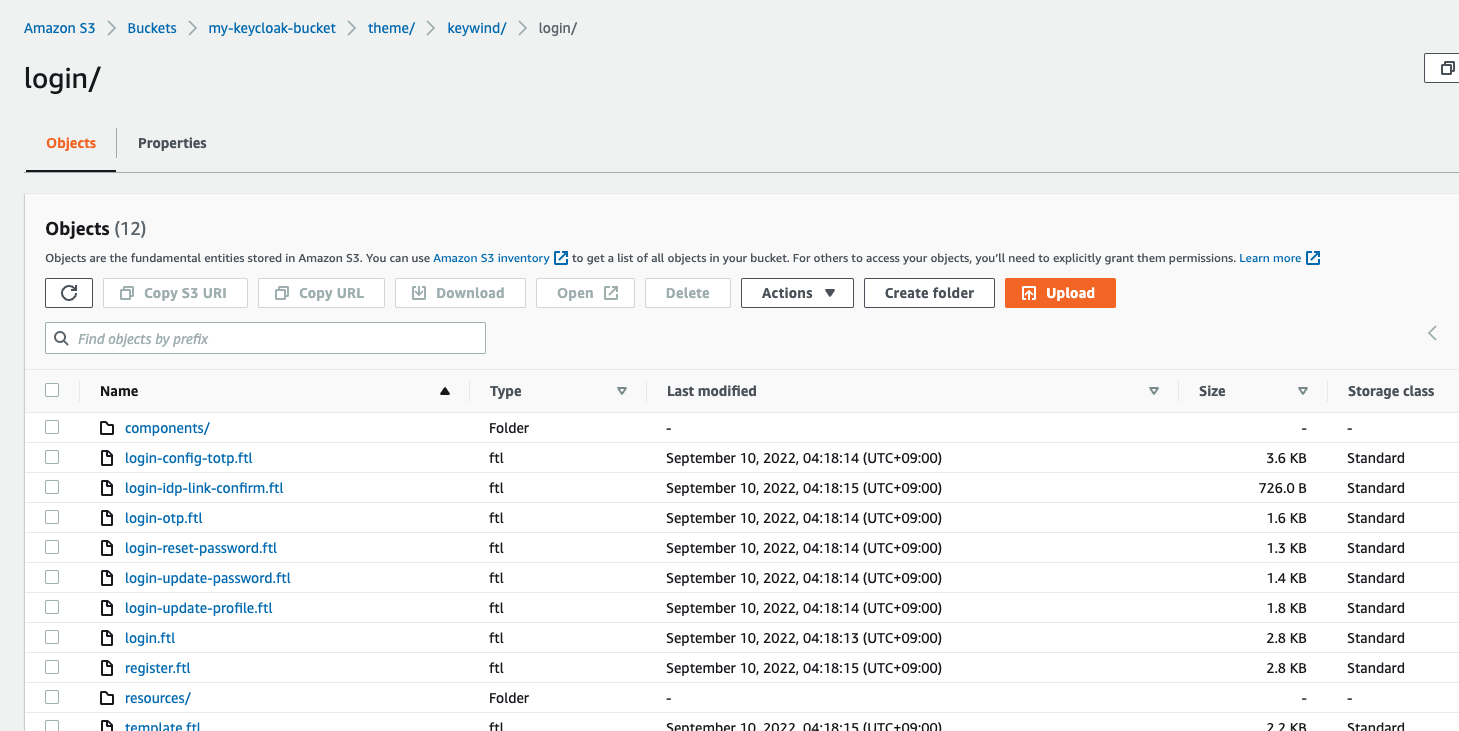 Amazon S3 > Buckets > my-keycloak-bucket > theme/ > keywind/ > login/
login/
Objects Properties
Objects (12)
Objects are the fundamental entities stored in Amazon S3. You can use Amazon S3 inventory to get a list of all objects in your bucket. For others to access your objects, you'll need to explicitly grant them permissions. Learn more
Copy S3 URI Copy URL Download Open Delete Actions Create folder Upload
Find objects by prefix
Name Type Last modified Size Storage class
components/ Folder - - -
login-config-totp.ftl ftl September 10, 2022, 04:18:14 (UTC+09:00) 3.6 KB Standard
login-idp-link-confirm.ftl ftl September 10, 2022, 04:18:15 (UTC+09:00) 726.0 B Standard
login-otp.ftl ftl September 10, 2022, 04:18:14 (UTC+09:00) 1.6 KB Standard
login-reset-password.ftl ftl September 10, 2022, 04:18:14 (UTC+09:00) 1.3 KB Standard
login-update-password.ftl ftl September 10, 2022, 04:18:14 (UTC+09:00) 1.4 KB Standard
login-update-profile.ftl ftl September 10, 2022, 04:18:14 (UTC+09:00) 1.8 KB Standard
login.ftl ftl September 10, 2022, 04:18:13 (UTC+09:00) 2.8 KB Standard
register.ftl ftl September 10, 2022, 04:18:15 (UTC+09:00) 2.8 KB Standard
resources/ Folder - - -
template.ftl ftl September 10, 2022, 04:18:15 (UTC+09:00) 2.2 KB Standard